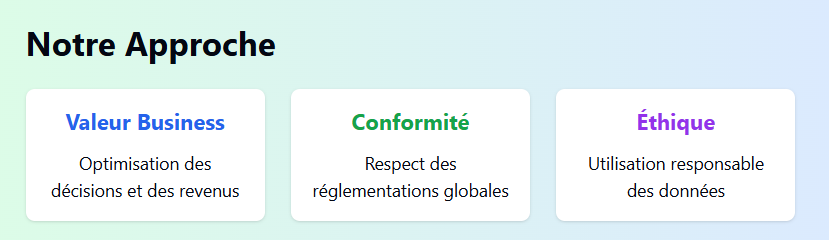 Notre Approche
Valeur Business
Optimisation des
décisions et des revenus
Conformité
Respect des
réglementations globales
Éthique
Utilisation responsable
des données